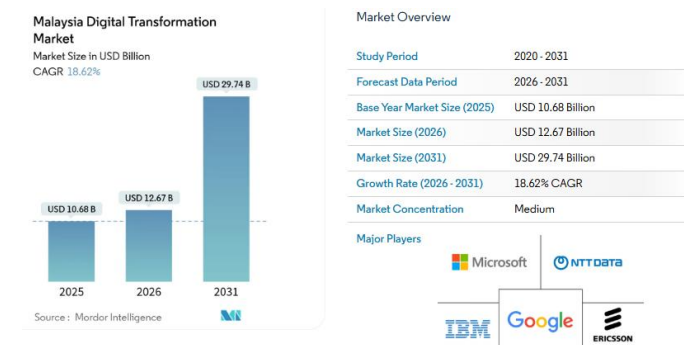 Malaysia Digital Transformation
Market
Market Size in USD Billion
CAGR 18.62%
USD 29.74 B
USD 12.67 B
USD 10.68 B
2025 2026 2031
Source : Mordor Intelligence
Market Overview
Study Period 2020 - 2031
Forecast Data Period 2026 - 2031
Base Year Market Size (2025) USD 10.68 Billion
Market Size (2026) USD 12.67 Billion
Market Size (2031) USD 29.74 Billion
Growth Rate (2026 - 2031) 18.62% CAGR
Market Concentration Medium
Major Players
Microsoft NTT DATA
IBM Google ERICSSON